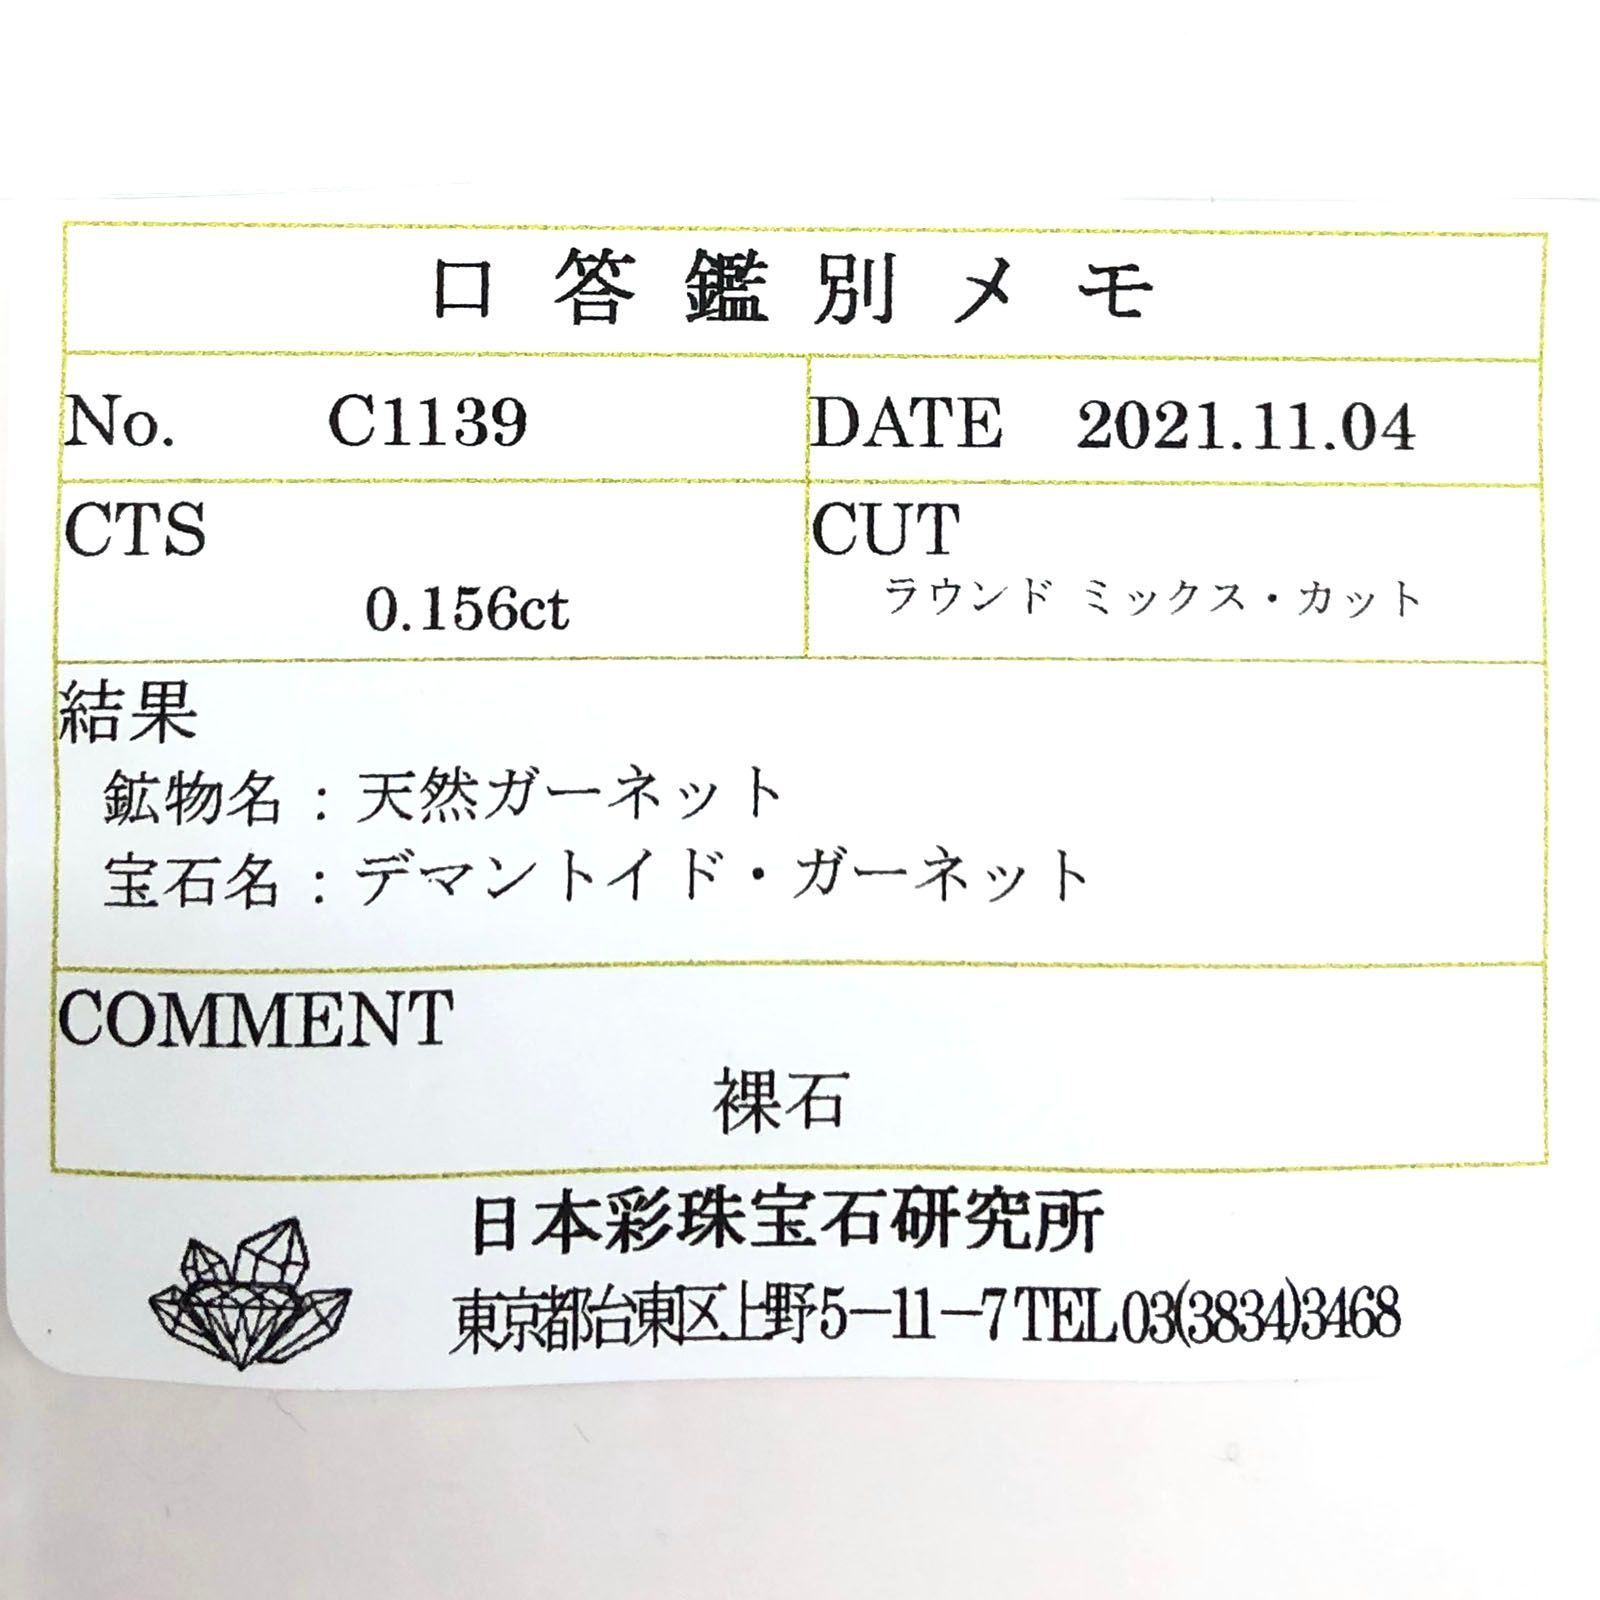 口答鑑別メモ
No. C1139 DATE 2021.11.04
CTS CUT
0.156ct ラウンド ミックス・カット
結果
鉱物名：天然ガーネット
宝石名：デマントイド・ガーネット
COMMENT
裸石
日本彩珠宝石研究所
東京都台東区上野5－11－7 TEL 03(3834)3468